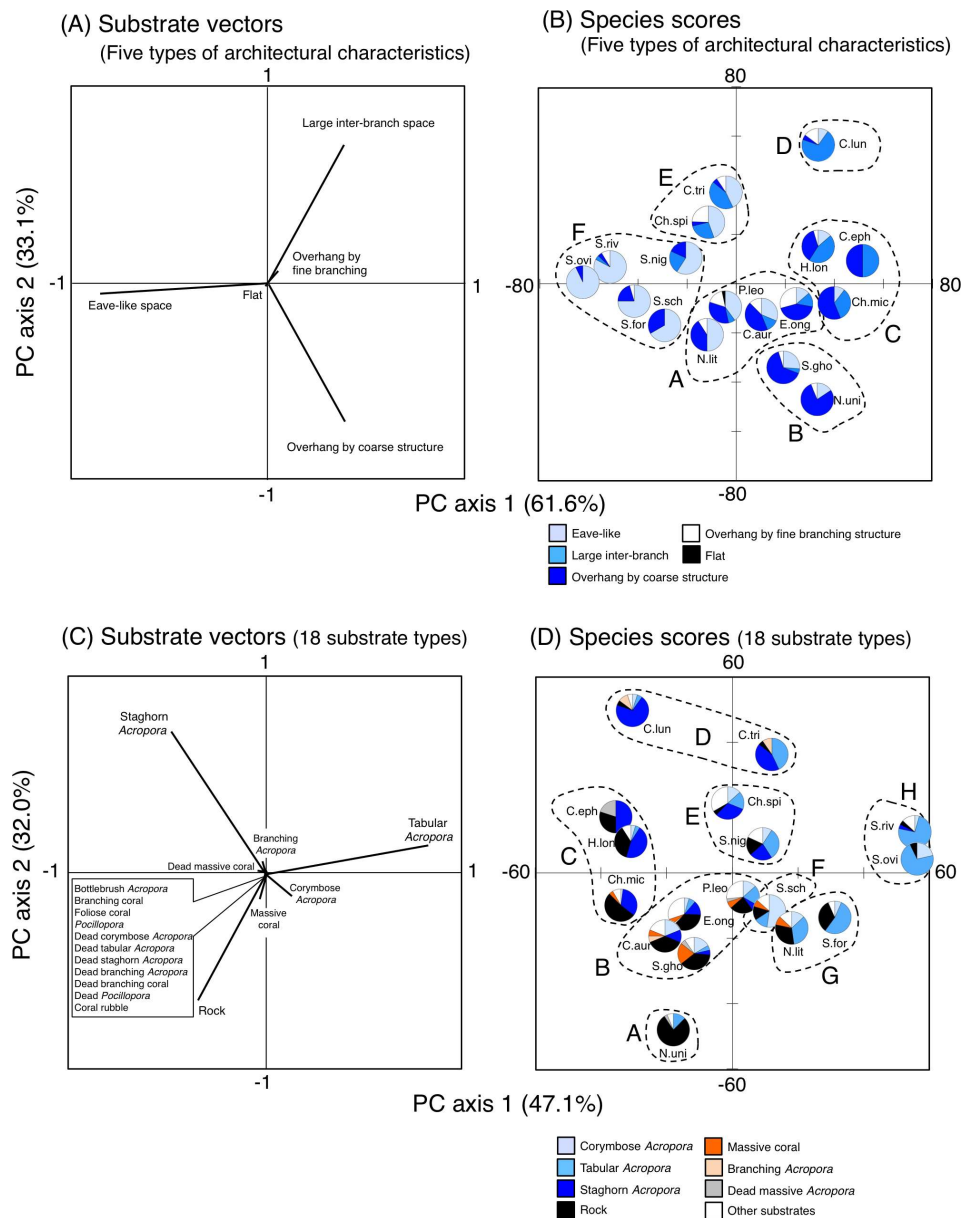 (A) Substrate vectors
(Five types of architectural characteristics)
1
Large inter-branch space
Overhang by
fine branching
Flat
-1
1
Eave-like space
Overhang by coarse structure
-1
PC axis 2 (33.1%)
(B) Species scores
(Five types of architectural characteristics)
80
D
C.lun
E
C.tri
Ch.spi
F
S.riv
S.ovi
S.nig
C.eph
H.lon
-80
80
P.leo
S.sch
Ch.mic
S.for
C.aur
E.ong
C
N.lit
A
S.gho
N.uni
B
-80
PC axis 1 (61.6%)
Eave-like
Overhang by fine branching structure
Large inter-branch
Flat
Overhang by coarse structure
(C) Substrate vectors (18 substrate types)
1
Staghorn
Acropora
Tabular
Acropora
Branching
Acropora
Dead massive coral
-1
1
Corymbose
Acropora
Massive
coral
Bottlebrush Acropora
Branching coral
Foliose coral
Pocillopora
Dead corymbose Acropora
Dead tabular Acropora
Dead staghorn Acropora
Dead branching Acropora
Dead branching coral
Dead Pocillopora
Coral rubble
Rock
-1
PC axis 2 (32.0%)
(D) Species scores (18 substrate types)
60
C.lun
C.tri
D
C.eph
Ch.spi
H
E
S.riv
H.lon
S.nig
S.ovi
C
F
-60
60
Ch.mic
P.leo
S.sch
E.ong
N.lit
S.for
C.aur
B
S.gho
G
A
N.uni
-60
PC axis 1 (47.1%)
Corymbose Acropora
Massive coral
Tabular Acropora
Branching Acropora
Staghorn Acropora
Dead massive Acropora
Rock
Other substrates